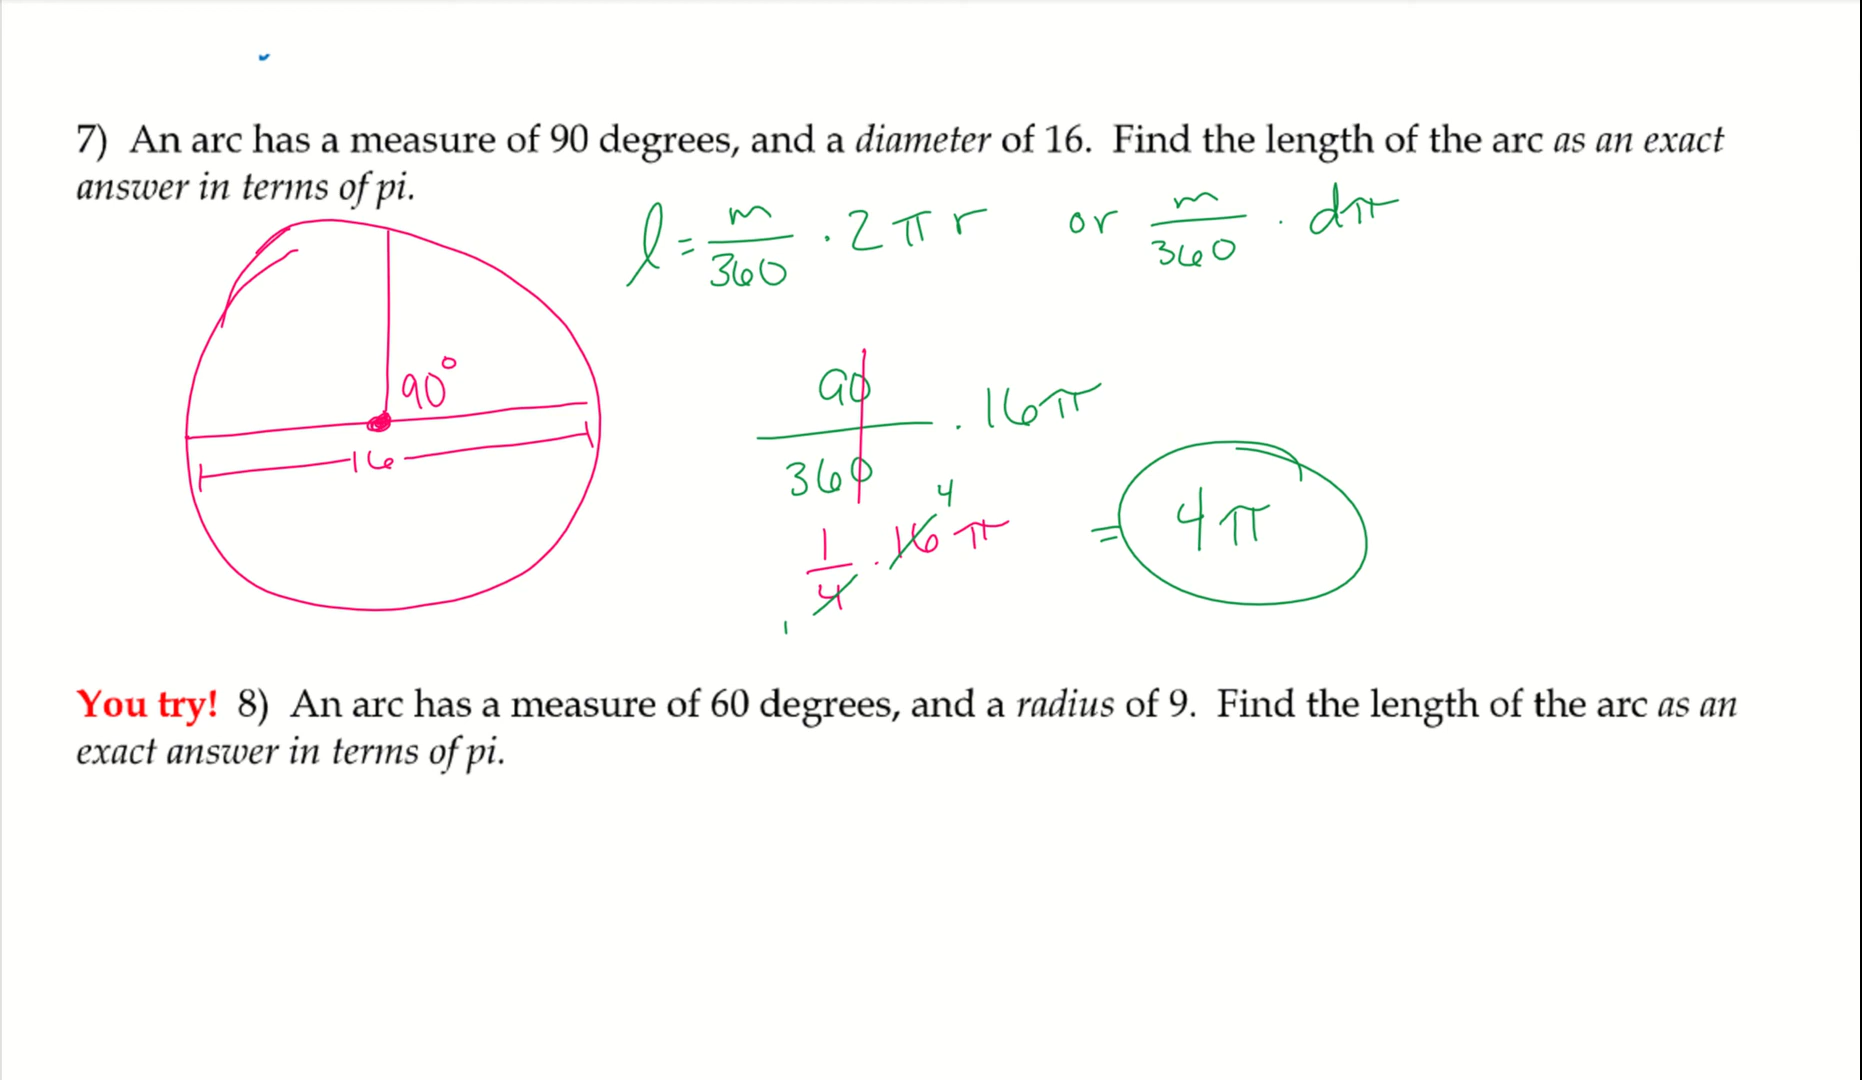 7) An arc has a measure of 90 degrees, and a diameter of 16. Find the length of the arc as an exact
answer in terms of pi.
l = m/360 · 2πr or m/360 · dπ
90°
16
90/360 · 16π
1/4 · 16π = 4π
4
1
You try! 8) An arc has a measure of 60 degrees, and a radius of 9. Find the length of the arc as an
exact answer in terms of pi.